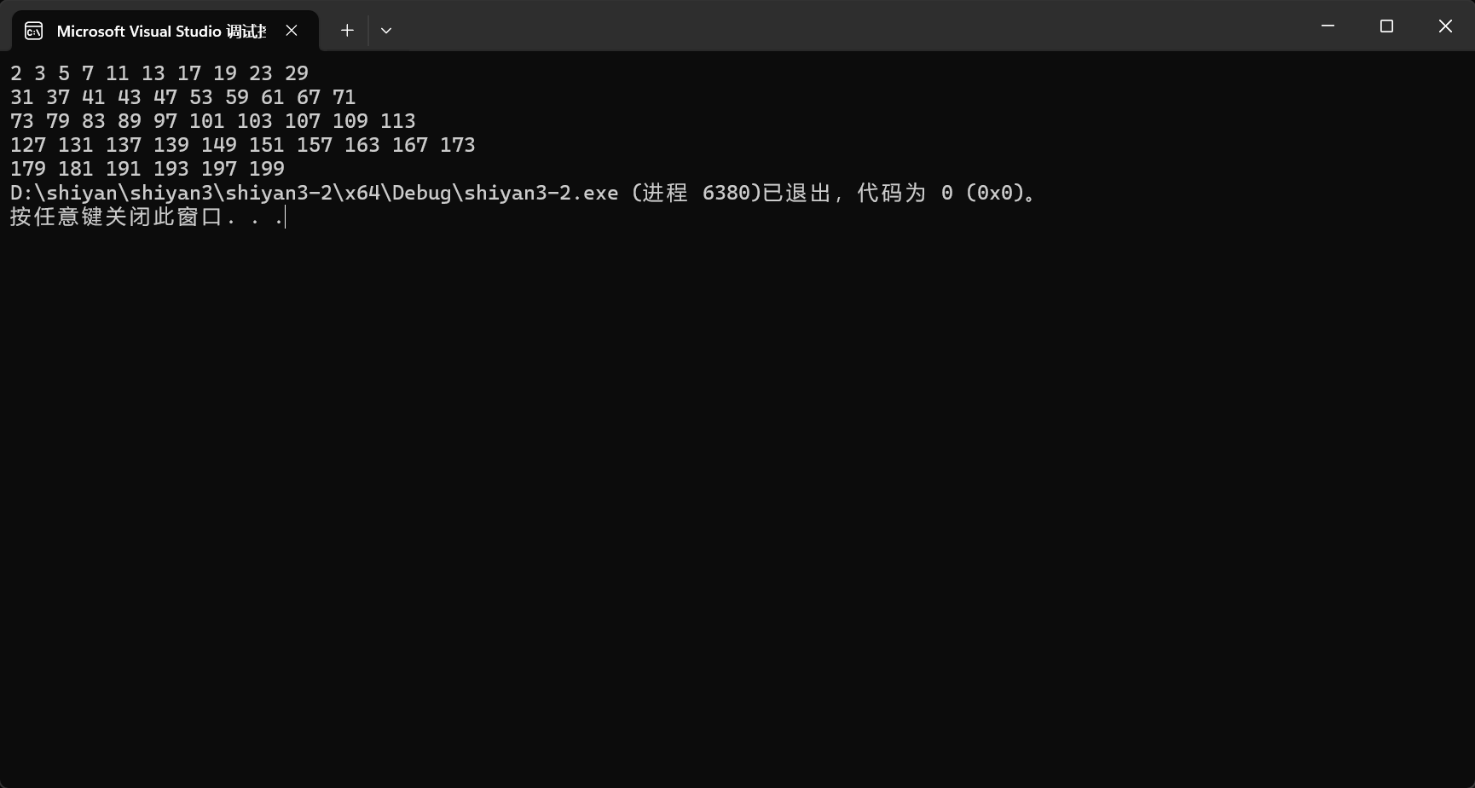 Microsoft Visual Studio 调试
2 3 5 7 11 13 17 19 23 29
31 37 41 43 47 53 59 61 67 71
73 79 83 89 97 101 103 107 109 113
127 131 137 139 149 151 157 163 167 173
179 181 191 193 197 199
D:\shiyan\shiyan3\shiyan3-2\x64\Debug\shiyan3-2.exe (进程 6380)已退出，代码为 0 (0x0)。
按任意键关闭此窗口. . .